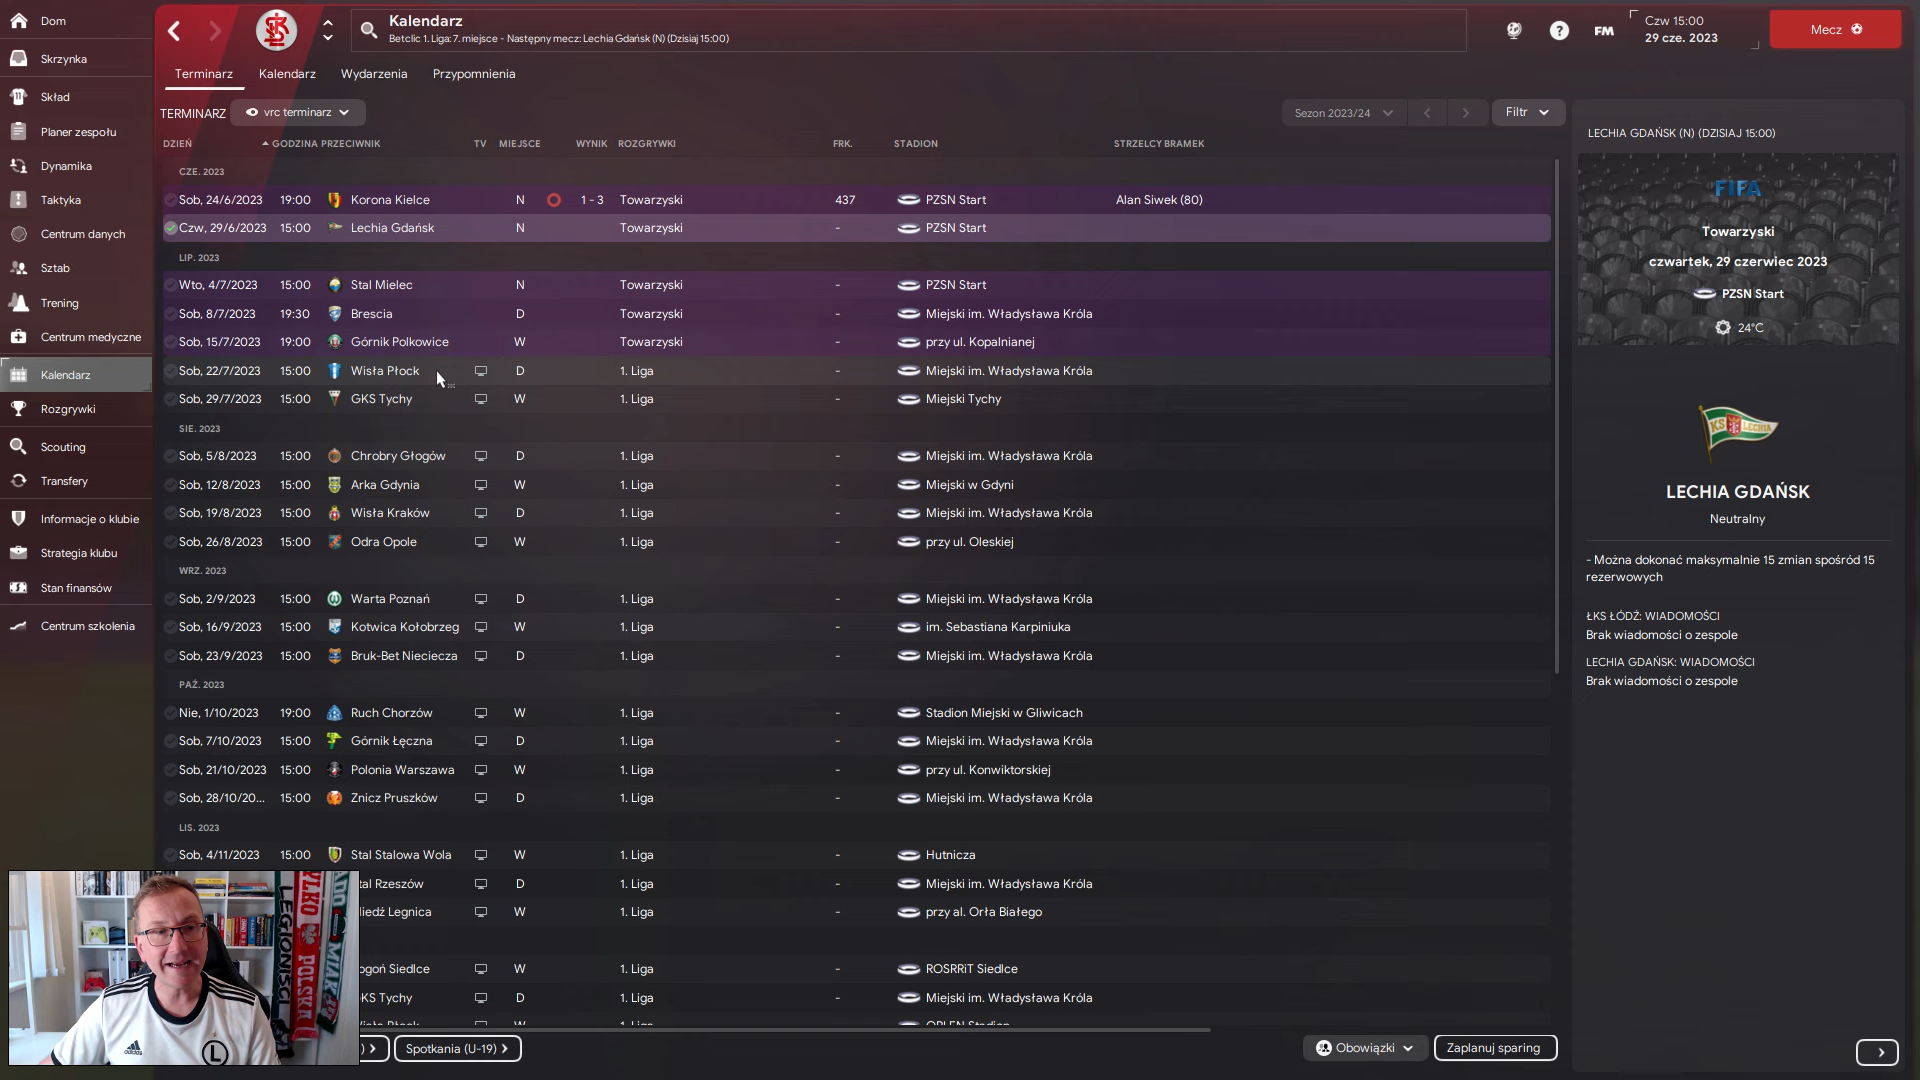 Dom
Skrzynka
Skład
Planer zespołu
Dynamika
Taktyka
Centrum danych
Sztab
Trening
Centrum medyczne
Kalendarz
Rozgrywki
Scouting
Transfery
Informacje o klubie
Strategia klubu
Stan finansów
Centrum szkolenia
Kalendarz
Betclic 1. Liga: 7. miejsce - Następny mecz: Lechia Gdańsk (N) (Dzisiaj 15:00)
FM
Czw 15:00
29 cze. 2023
Mecz
Terminarz Kalendarz Wydarzenia Przypomnienia
TERMINARZ vrc terminarz Sezon 2023/24 Filtr
DZIEŃ GODZINA PRZECIWNIK TV MIEJSCE WYNIK ROZGRYWKI FRK. STADION STRZELCY BRAMEK
CZE. 2023
Sob, 24/6/2023 19:00 Korona Kielce N 1 - 3 Towarzyski 437 PZSN Start Alan Siwek (80)
Czw, 29/6/2023 15:00 Lechia Gdańsk N Towarzyski - PZSN Start
LIP. 2023
Wto, 4/7/2023 15:00 Stal Mielec N Towarzyski - PZSN Start
Sob, 8/7/2023 19:30 Brescia D Towarzyski - Miejski im. Władysława Króla
Sob, 15/7/2023 19:00 Górnik Polkowice W Towarzyski - przy ul. Kopalnianej
Sob, 22/7/2023 15:00 Wisła Płock D 1. Liga - Miejski im. Władysława Króla
Sob, 29/7/2023 15:00 GKS Tychy W 1. Liga - Miejski Tychy
SIE. 2023
Sob, 5/8/2023 15:00 Chrobry Głogów D 1. Liga - Miejski im. Władysława Króla
Sob, 12/8/2023 15:00 Arka Gdynia W 1. Liga - Miejski w Gdyni
Sob, 19/8/2023 15:00 Wisła Kraków D 1. Liga - Miejski im. Władysława Króla
Sob, 26/8/2023 15:00 Odra Opole W 1. Liga - przy ul. Oleskiej
WRZ. 2023
Sob, 2/9/2023 15:00 Warta Poznań D 1. Liga - Miejski im. Władysława Króla
Sob, 16/9/2023 15:00 Kotwica Kołobrzeg W 1. Liga - im. Sebastiana Karpiniuka
Sob, 23/9/2023 15:00 Bruk-Bet Nieciecza D 1. Liga - Miejski im. Władysława Króla
PAŹ. 2023
Nie, 1/10/2023 19:00 Ruch Chorzów W 1. Liga - Stadion Miejski w Gliwicach
Sob, 7/10/2023 15:00 Górnik Łęczna D 1. Liga - Miejski im. Władysława Króla
Sob, 21/10/2023 15:00 Polonia Warszawa W 1. Liga - przy ul. Konwiktorskiej
Sob, 28/10/20... 15:00 Znicz Pruszków D 1. Liga - Miejski im. Władysława Króla
LIS. 2023
Sob, 4/11/2023 15:00 Stal Stalowa Wola W 1. Liga - Hutnicza
tal Rzeszów D 1. Liga - Miejski im. Władysława Króla
liedź Legnica W 1. Liga - przy al. Orła Białego
ogoń Siedlce W 1. Liga - ROSRRiT Siedlce
KS Tychy D 1. Liga - Miejski im. Władysława Króla
Spotkania (U-19) Obowiązki Zaplanuj sparing
LECHIA GDAŃSK (N) (DZISIAJ 15:00)
FIFA
Towarzyski
czwartek, 29 czerwiec 2023
PZSN Start
24°C
KS LECHIA
LECHIA GDAŃSK
Neutralny
- Można dokonać maksymalnie 15 zmian spośród 15
rezerwowych
ŁKS ŁÓDŹ: WIADOMOŚCI
Brak wiadomości o zespole
LECHIA GDAŃSK: WIADOMOŚCI
Brak wiadomości o zespole
LEGIONIŚCI
POLSKA
adidas
L